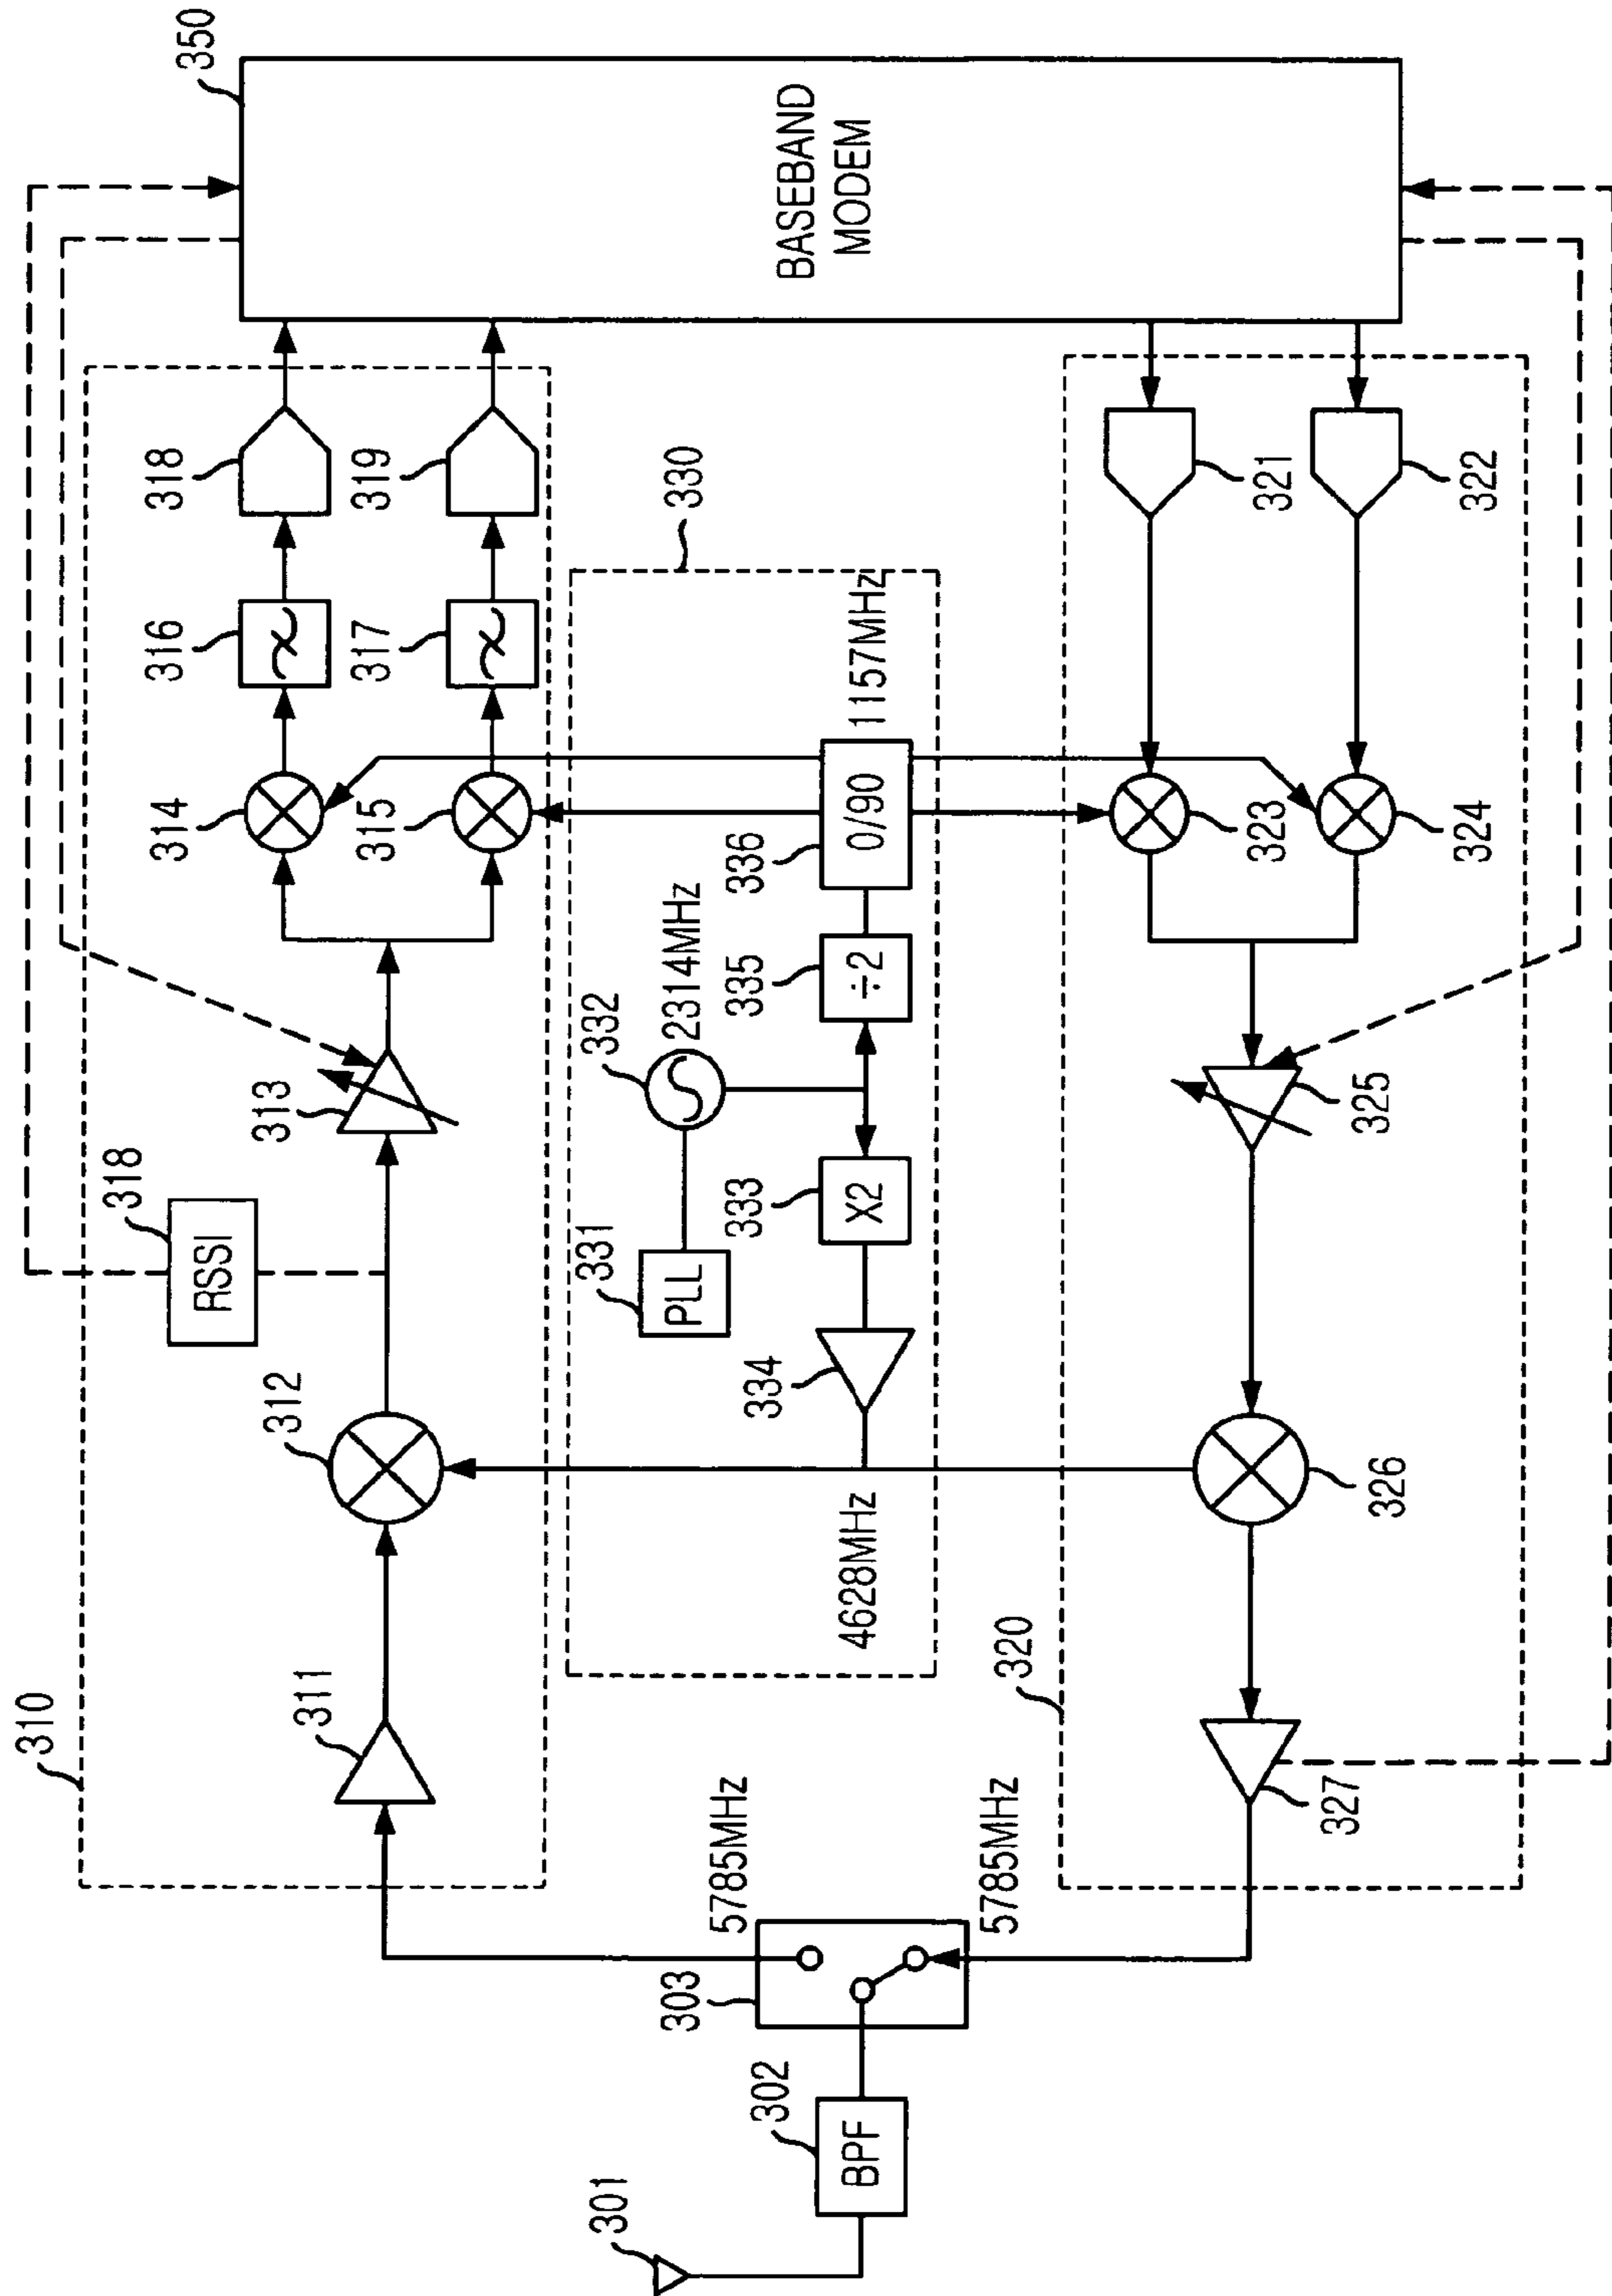 310
311
312
318
RSSI
313
314
315
316
317
318
319
350
BASEBAND
MODEM
301
302
BPF
303
5785MHz
5785MHz
4628MHz
334
331
PLL
332
2314MHz
333
X2
335
÷2
336
0/90
1157MHz
330
320
327
326
325
323
324
321
322